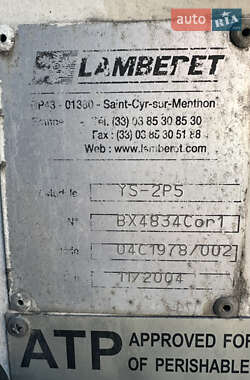 AUTO.RIA
LAMBERET
BP43 - 01380 - Saint-Cyr-sur-Menthon
Tél. (33) 03 85 30 85 30
Fax : (33) 03 85 30 51 88
Web : www.lamberet.com
YS-2P5
N° BX4834Cor1
04C1978/002
11/2004
ATP APPROVED FOR
OF PERISHABLE